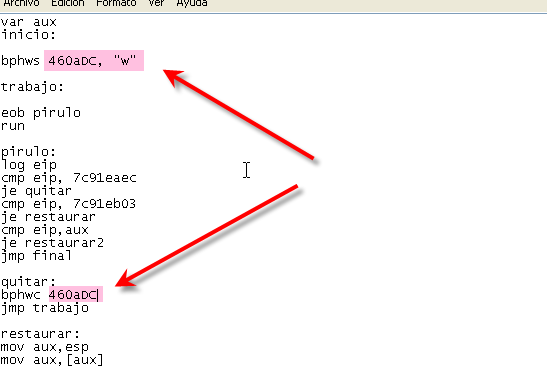 Archivo Edición Formato Ver Ayuda
var aux
inicio:
bphws 460aDC, "w"
trabajo:
eob pirulo
run
pirulo:
log eip
cmp eip, 7c91eaec
je quitar
cmp eip, 7c91eb03
je restaurar
cmp eip,aux
je restaurar2
jmp final
quitar:
bphwc 460aDC
jmp trabajo
restaurar:
mov aux,esp
mov aux,[aux]